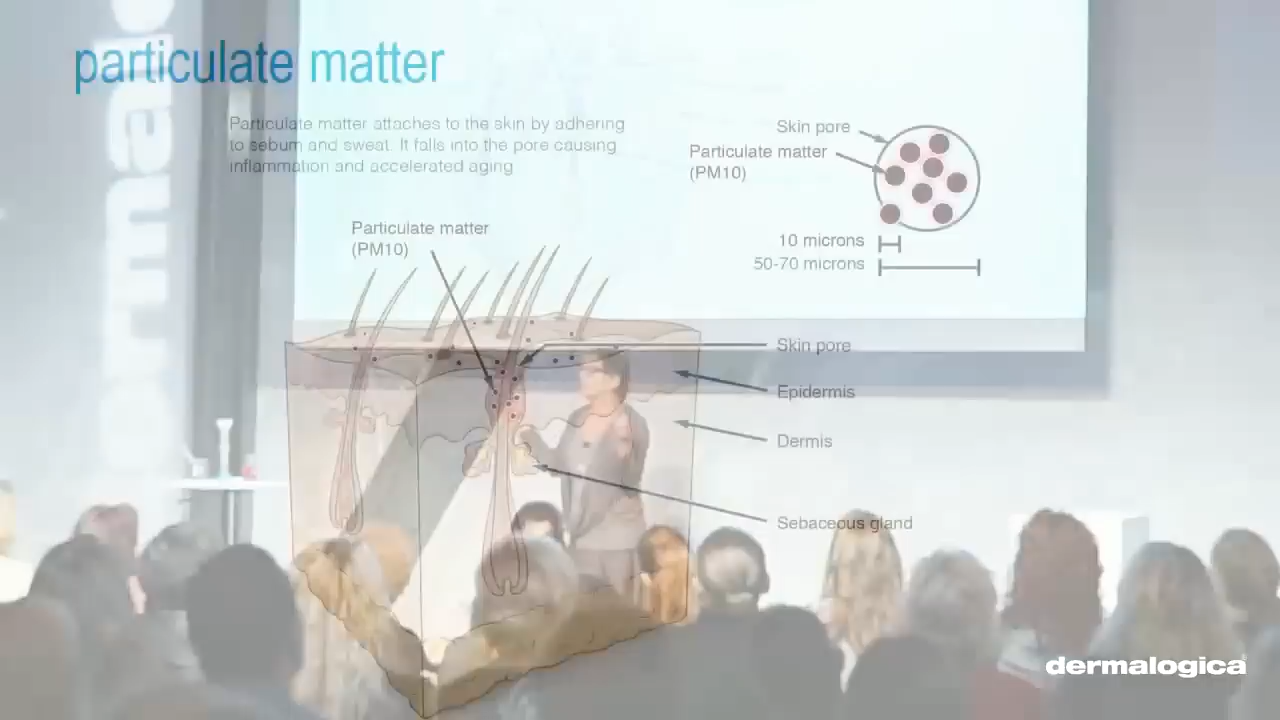 particulate matter
Particulate matter attaches to the skin by adhering
to sebum and sweat. It falls into the pore causing
inflammation and accelerated aging
Skin pore
Particulate matter
(PM10)
10 microns
50-70 microns
Particulate matter
(PM10)
Skin pore
Epidermis
Dermis
Sebaceous gland
dermalogica